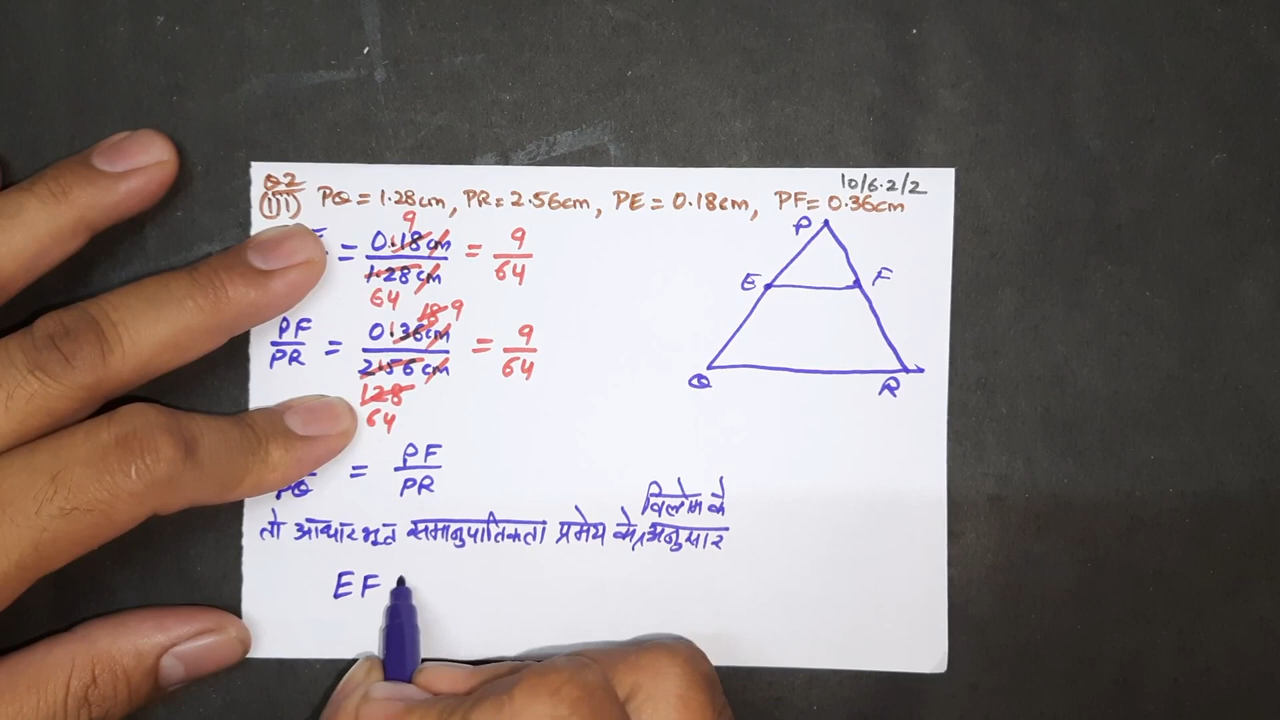 Q2 10/6.2/2
(iii) PQ = 1.28cm, PR = 2.56cm, PE = 0.18cm, PF = 0.36cm
= 0.18cm / 1.28cm = 9/64
9
64
PF/PR = 0.36cm / 2.56cm = 9/64
18 9
128
64
PQ = PF/PR
विलोम के
तो आधारभूत समानुपातिकता प्रमेय के, अनुसार
EF
P
E F
Q R